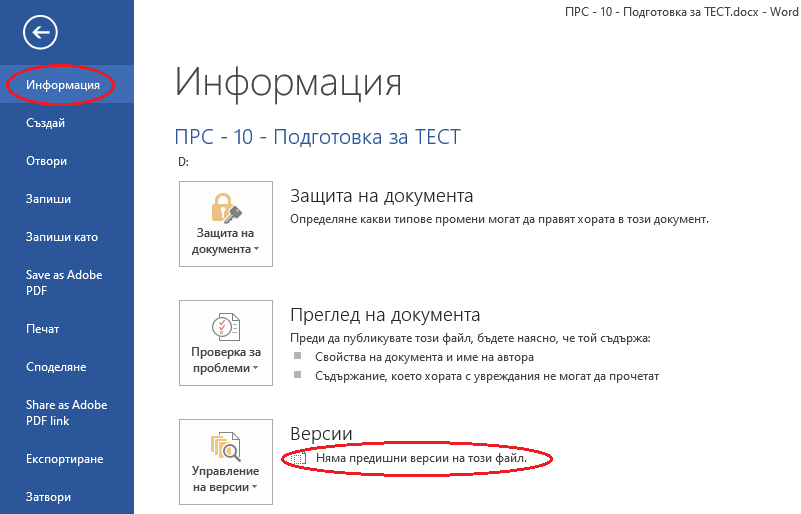 ПРС - 10 - Подготовка за ТЕСТ.docx - Word
Информация
Създай
Отвори
Запиши
Запиши като
Save as Adobe
PDF
Печат
Споделяне
Share as Adobe
PDF link
Експортиране
Затвори
Информация
ПРС - 10 - Подготовка за ТЕСТ
D:
Защита на
документа
Защита на документа
Определяне какви типове промени могат да правят хората в този документ.
Проверка за
проблеми
Преглед на документа
Преди да публикувате този файл, бъдете наясно, че той съдържа:
Свойства на документа и име на автора
Съдържание, което хората с увреждания не могат да прочетат
Управление
на версии
Версии
Няма предишни версии на този файл.